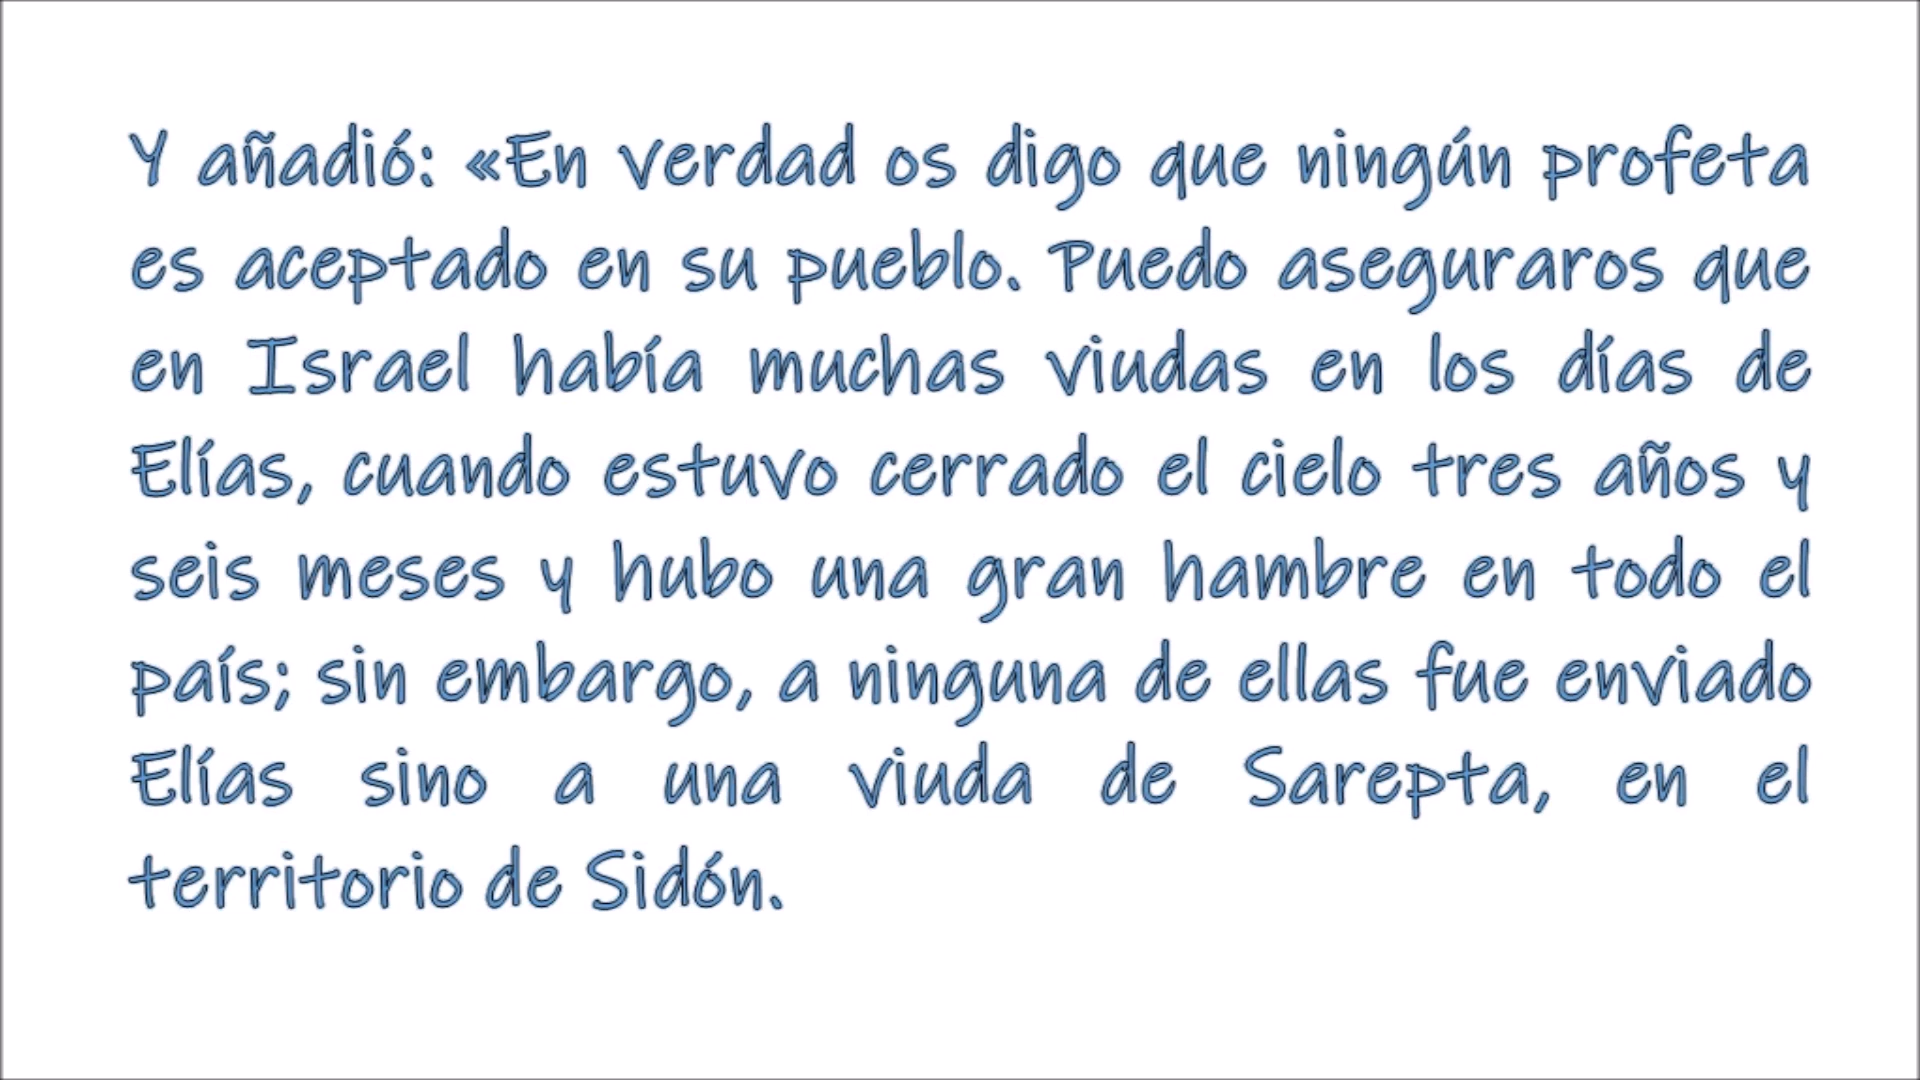 Y añadió: «En verdad os digo que ningún profeta
es aceptado en su pueblo. Puedo aseguraros que
en Israel había muchas viudas en los días de
Elías, cuando estuvo cerrado el cielo tres años y
seis meses y hubo una gran hambre en todo el
país; sin embargo, a ninguna de ellas fue enviado
Elías sino a una viuda de Sarepta, en el
territorio de Sidón.